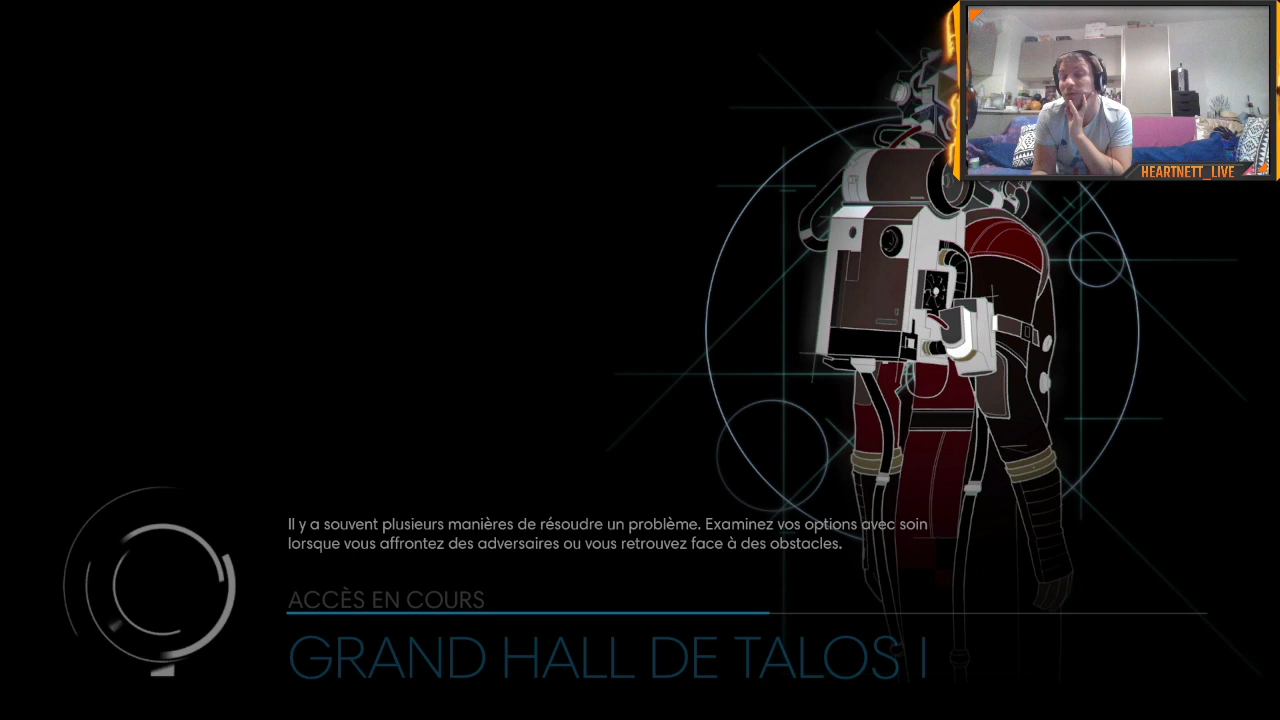 HEARTNETT_LIVE
Il y a souvent plusieurs manières de résoudre un problème. Examinez vos options avec soin
lorsque vous affrontez des adversaires ou vous retrouvez face à des obstacles.
ACCÈS EN COURS
GRAND HALL DE TALOS I